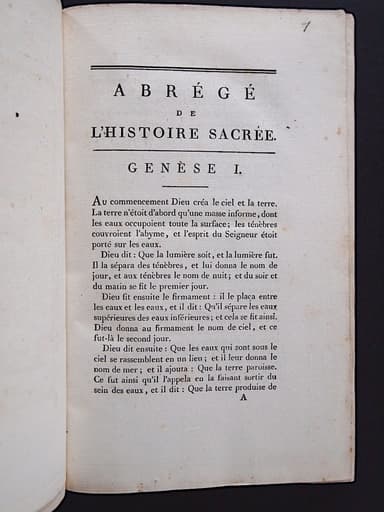 ABRÉGÉ
DE
L'HISTOIRE SACRÉE.
GENÈSE I.
Au commencement Dieu créa le ciel et la terre.
La terre n'étoit d'abord qu'une masse informe, dont
les eaux occupoient toute la surface; les ténèbres
couvroient l'abyme, et l'esprit du Seigneur étoit
porté sur les eaux.
Dieu dit : Que la lumière soit, et la lumière fut.
Il la sépara des ténèbres, et lui donna le nom de
jour, et aux ténèbres le nom de nuit; et du soir et
du matin se fit le premier jour.
Dieu fit ensuite le firmament : il le plaça entre
les eaux et les eaux, et il dit : Qu'il sépare les eaux
supérieures des eaux inférieures; et cela se fit ainsi.
Dieu donna au firmament le nom de ciel, et ce
fut-là le second jour.
Dieu dit ensuite : Que les eaux qui sont sous le
ciel se rassemblent en un lieu; et il leur donna le
nom de mer; et il ajouta : Que la terre paroisse.
Ce fut ainsi qu'il l'appela en la faisant sortir du
sein des eaux, et il dit : Que la terre produise de
A